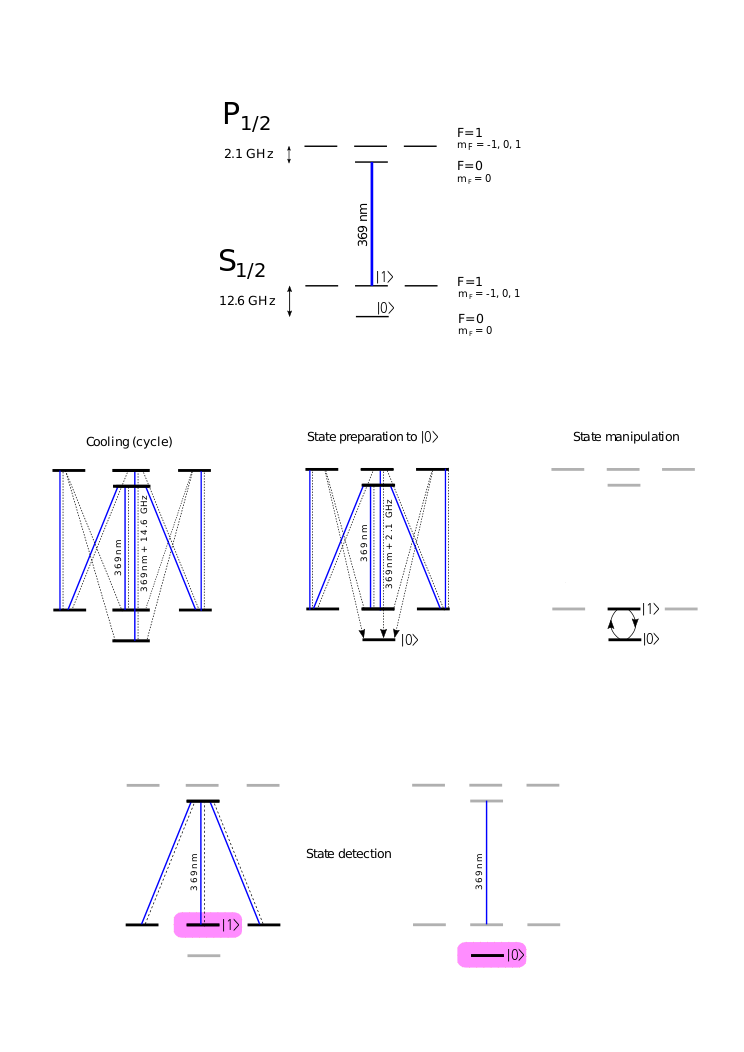 P1/2
2.1 GHz
F=1
mF = -1, 0, 1
F=0
mF = 0
369 nm
S1/2
12.6 GHz
|1⟩
|0⟩
F=1
mF = -1, 0, 1
F=0
mF = 0
Cooling (cycle)
State preparation to |0⟩
State manipulation
369nm
369nm + 14.6 GHz
369nm
369nm + 2.1 GHz
|0⟩
|1⟩
|0⟩
State detection
369nm
|1⟩
369nm
|0⟩